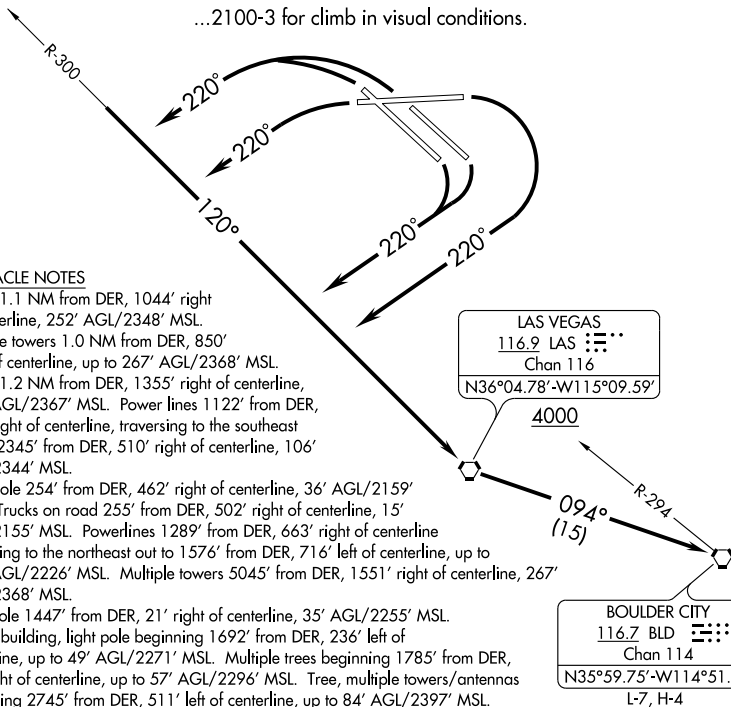 ...2100-3 for climb in visual conditions.
R-300
220°
220°
120°
220°
220°
ACLE NOTES
1.1 NM from DER, 1044' right
erline, 252' AGL/2348' MSL.
e towers 1.0 NM from DER, 850'
f centerline, up to 267' AGL/2368' MSL.
1.2 NM from DER, 1355' right of centerline,
AGL/2367' MSL. Power lines 1122' from DER,
ght of centerline, traversing to the southeast
2345' from DER, 510' right of centerline, 106'
2344' MSL.
ole 254' from DER, 462' right of centerline, 36' AGL/2159'
Trucks on road 255' from DER, 502' right of centerline, 15'
2155' MSL. Powerlines 1289' from DER, 663' right of centerline
ing to the northeast out to 1576' from DER, 716' left of centerline, up to
AGL/2226' MSL. Multiple towers 5045' from DER, 1551' right of centerline, 267'
2368' MSL.
ole 1447' from DER, 21' right of centerline, 35' AGL/2255' MSL.
building, light pole beginning 1692' from DER, 236' left of
line, up to 49' AGL/2271' MSL. Multiple trees beginning 1785' from DER,
ght of centerline, up to 57' AGL/2296' MSL. Tree, multiple towers/antennas
ing 2745' from DER, 511' left of centerline, up to 84' AGL/2397' MSL.
LAS VEGAS
116.9 LAS
Chan 116
N36°04.78'-W115°09.59'
4000
R-294
094°
(15)
BOULDER CITY
116.7 BLD
Chan 114
N35°59.75'-W114°51.
L-7, H-4